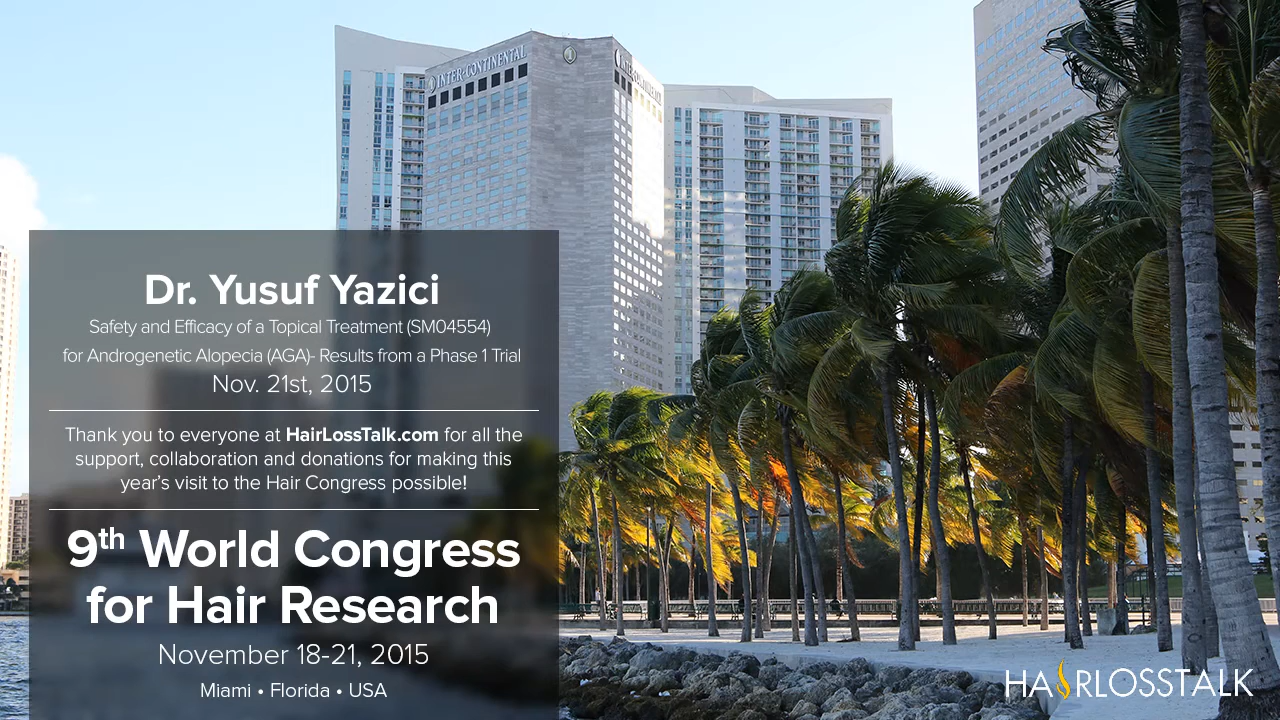 INTER-CONTINENTAL
Dr. Yusuf Yazici
Safety and Efficacy of a Topical Treatment (SM04554)
for Androgenetic Alopecia (AGA)- Results from a Phase 1 Trial
Nov. 21st, 2015
Thank you to everyone at HairLossTalk.com for all the
support, collaboration and donations for making this
year's visit to the Hair Congress possible!
9th World Congress
for Hair Research
November 18-21, 2015
Miami • Florida • USA
HAIRLOSSTALK